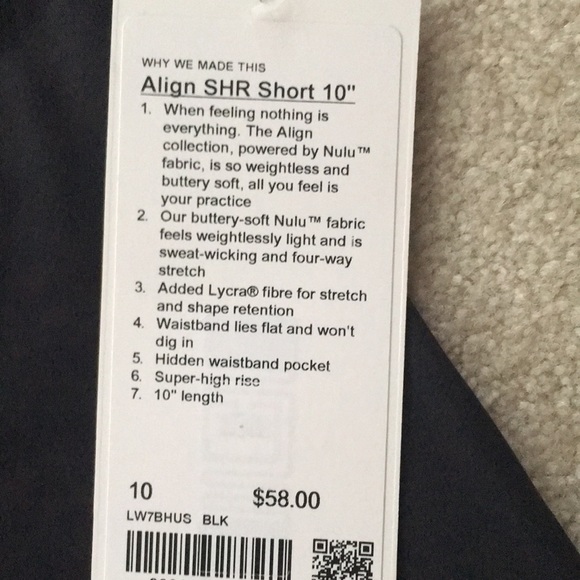 WHY WE MADE THIS
Align SHR Short 10"
1. When feeling nothing is
everything. The Align
collection, powered by Nulu™
fabric, is so weightless and
buttery soft, all you feel is
your practice
2. Our buttery-soft Nulu™ fabric
feels weightlessly light and is
sweat-wicking and four-way
stretch
3. Added Lycra® fibre for stretch
and shape retention
4. Waistband lies flat and won't
dig in
5. Hidden waistband pocket
6. Super-high rise
7. 10" length
10 $58.00
LW7BHUS BLK